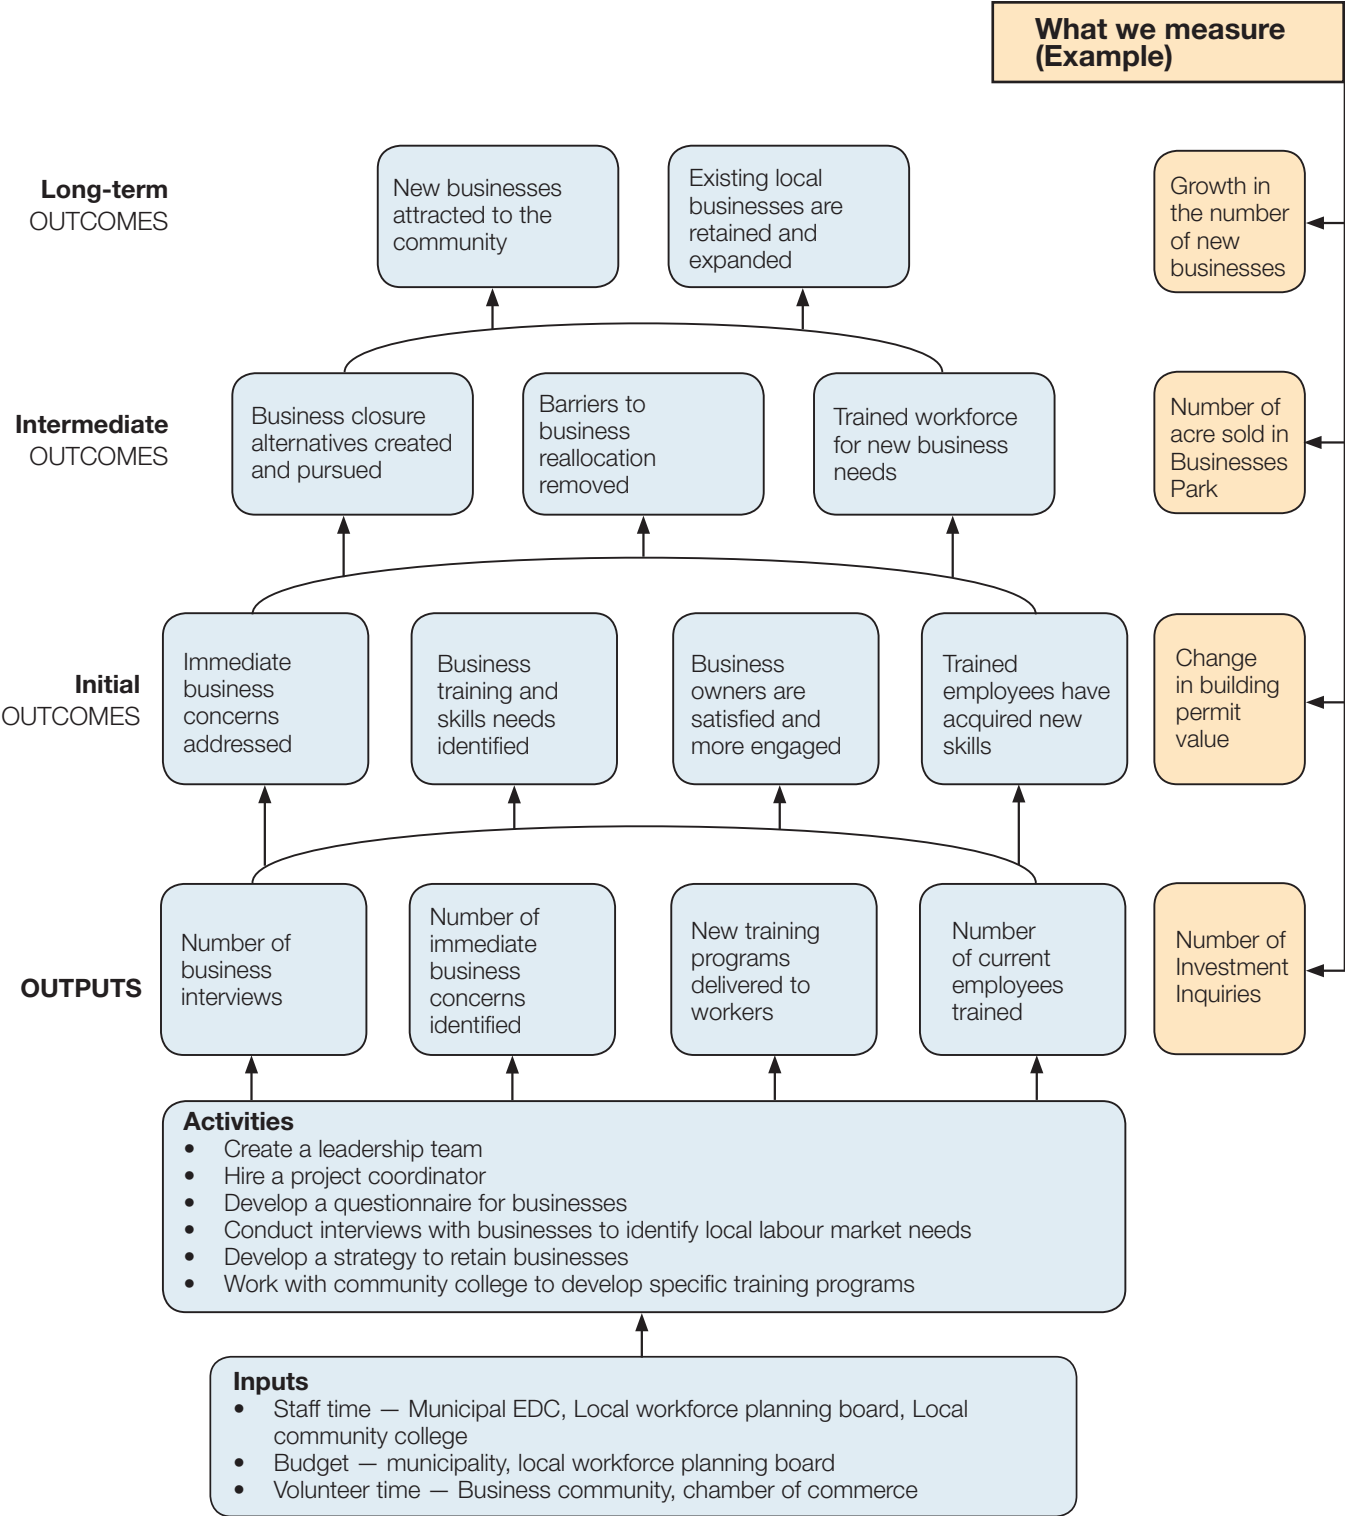 What we measure
(Example)
Long-term
OUTCOMES
New businesses
attracted to the
community
Existing local
businesses are
retained and
expanded
Growth in
the number
of new
businesses
Intermediate
OUTCOMES
Business closure
alternatives created
and pursued
Barriers to
business
reallocation
removed
Trained workforce
for new business
needs
Number of
acre sold in
Businesses
Park
Initial
OUTCOMES
Immediate
business
concerns
addressed
Business
training and
skills needs
identified
Business
owners are
satisfied and
more engaged
Trained
employees have
acquired new
skills
Change
in building
permit
value
OUTPUTS
Number of
business
interviews
Number of
immediate
business
concerns
identified
New training
programs
delivered to
workers
Number
of current
employees
trained
Number of
Investment
Inquiries
Activities
• Create a leadership team
• Hire a project coordinator
• Develop a questionnaire for businesses
• Conduct interviews with businesses to identify local labour market needs
• Develop a strategy to retain businesses
• Work with community college to develop specific training programs
Inputs
• Staff time — Municipal EDC, Local workforce planning board, Local
community college
• Budget — municipality, local workforce planning board
• Volunteer time — Business community, chamber of commerce